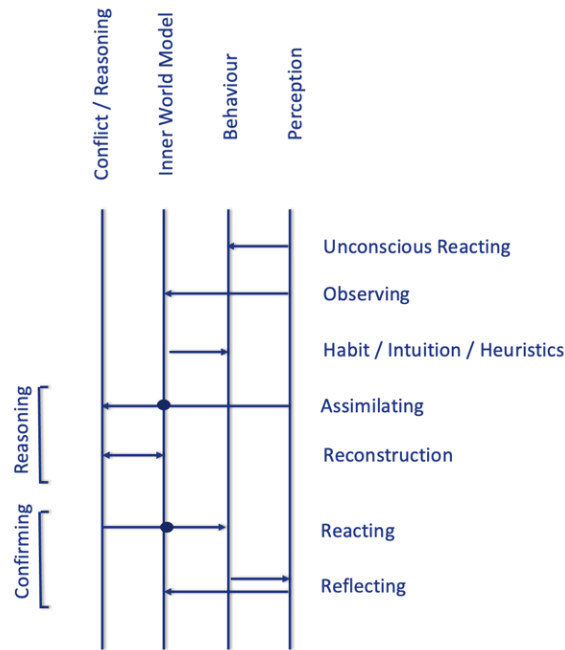 Conflict / Reasoning
Inner World Model
Behaviour
Perception
Unconscious Reacting
Observing
Habit / Intuition / Heuristics
Reasoning
Assimilating
Reconstruction
Confirming
Reacting
Reflecting